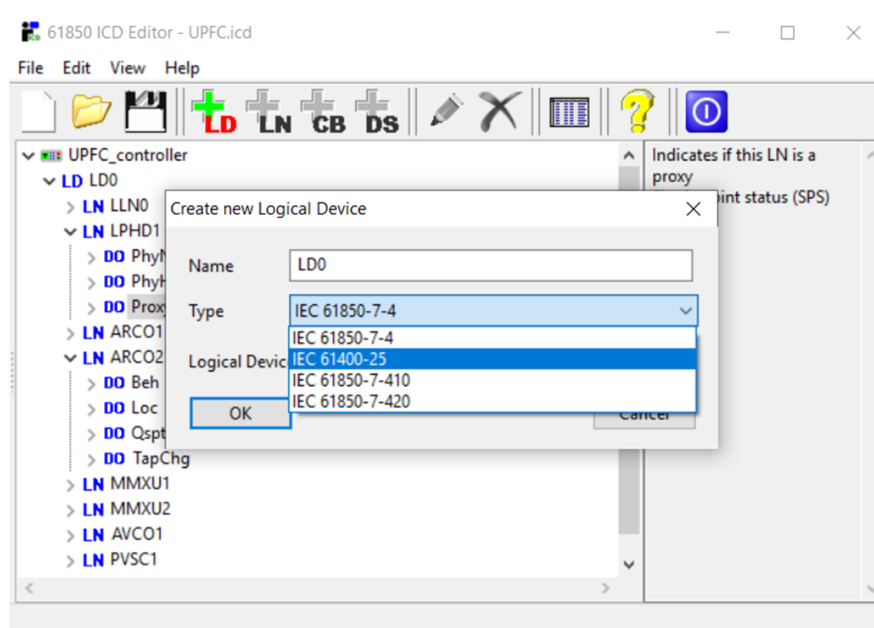 61850 ICD Editor - UPFC.icd
File Edit View Help
LD LN CB DS
UPFC_controller
LD LD0
LN LLN0
LN LPHD1
DO
DO
DO
LN ARCO1
LN ARCO2
DO Beh
DO Loc
DO
DO TapChg
LN MMXU1
LN MMXU2
LN AVCO1
LN PVSC1
Create new Logical Device
Name LD0
Type IEC 61850-7-4
IEC 61850-7-4
IEC 61400-25
IEC 61850-7-410
IEC 61850-7-420
Logical
OK Cancel
Indicates if this LN is a
proxy
status (SPS)